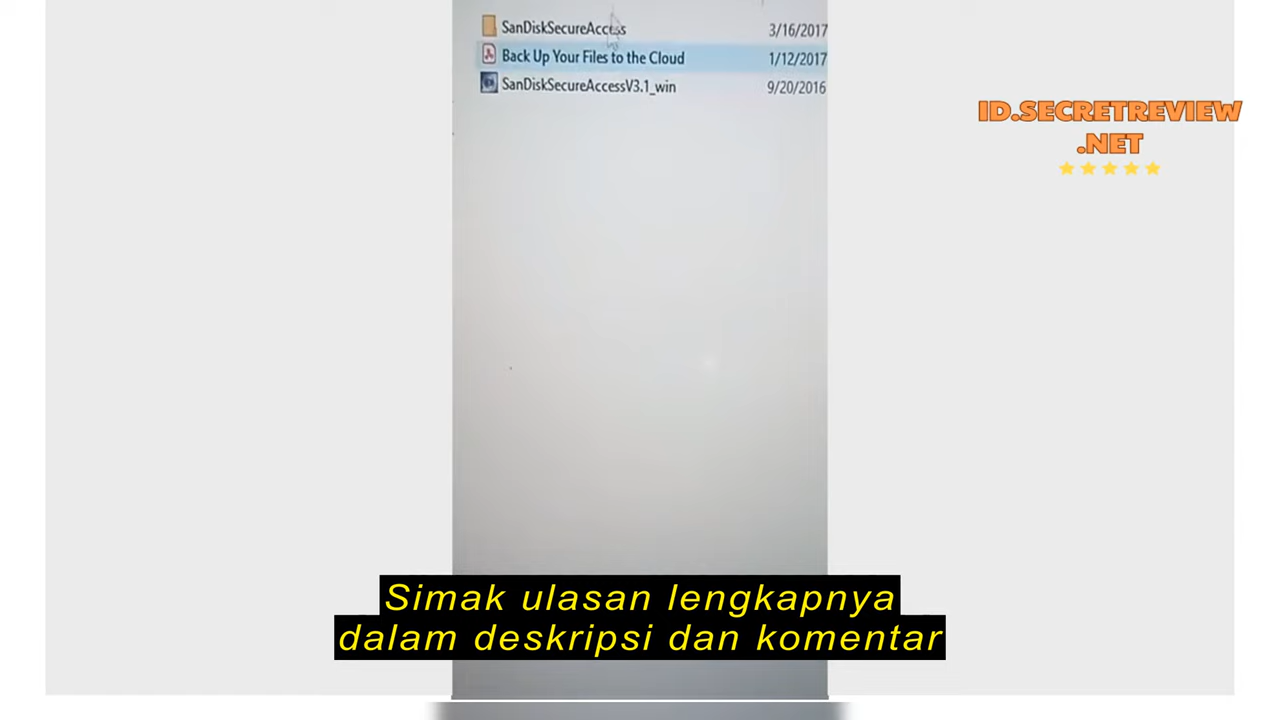 SanDiskSecureAccess 3/16/2017
Back Up Your Files to the Cloud 1/12/2017
SanDiskSecureAccessV3.1_win 9/20/2016
ID.SECRETREVIEW
.NET
Simak ulasan lengkapnya
dalam deskripsi dan komentar